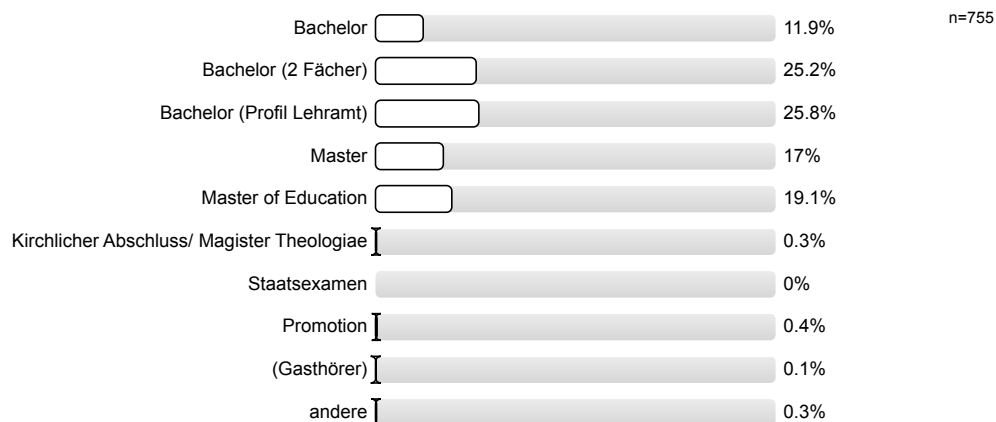 n=755
Bachelor 11.9%
Bachelor (2 Fächer) 25.2%
Bachelor (Profil Lehramt) 25.8%
Master 17%
Master of Education 19.1%
Kirchlicher Abschluss/ Magister Theologiae 0.3%
Staatsexamen 0%
Promotion 0.4%
(Gasthörer) 0.1%
andere 0.3%